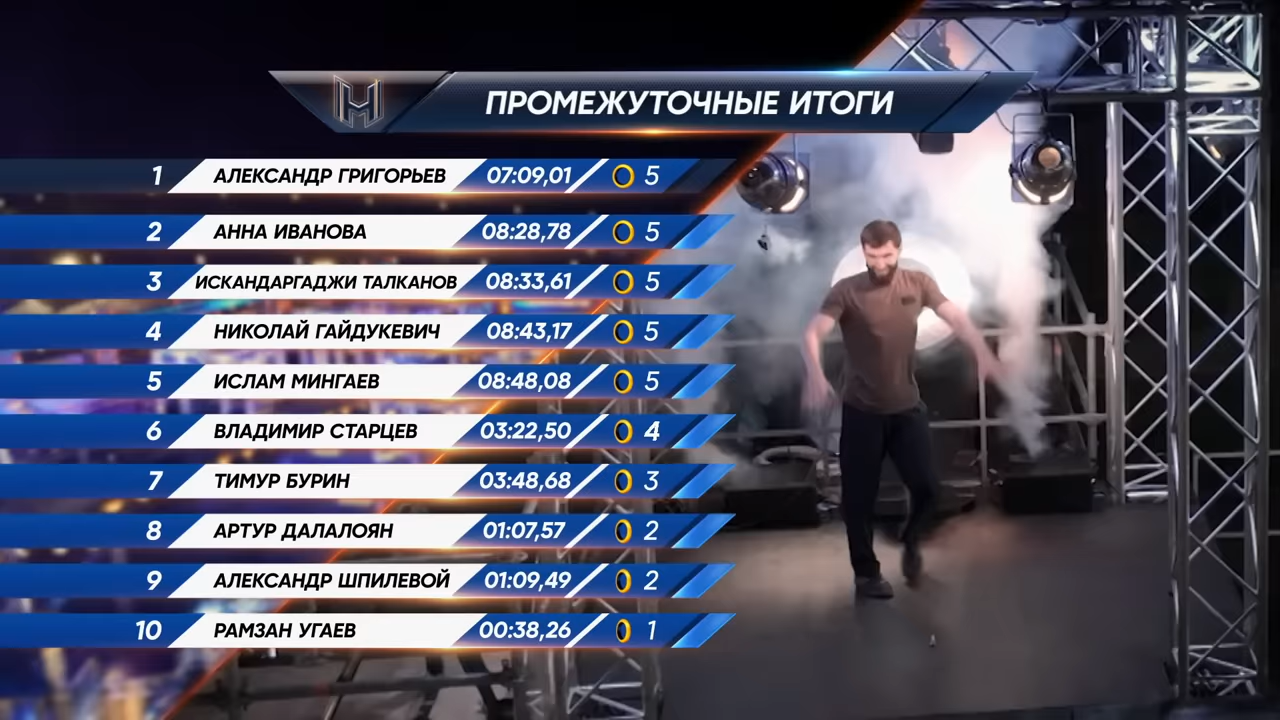 ПРОМЕЖУТОЧНЫЕ ИТОГИ
1 АЛЕКСАНДР ГРИГОРЬЕВ 07:09,01 5
2 АННА ИВАНОВА 08:28,78 5
3 ИСКАНДАРГАДЖИ ТАЛКАНОВ 08:33,61 5
4 НИКОЛАЙ ГАЙДУКЕВИЧ 08:43,17 5
5 ИСЛАМ МИНГАЕВ 08:48,08 5
6 ВЛАДИМИР СТАРЦЕВ 03:22,50 4
7 ТИМУР БУРИН 03:48,68 3
8 АРТУР ДАЛАЛОЯН 01:07,57 2
9 АЛЕКСАНДР ШПИЛЕВОЙ 01:09,49 2
10 РАМЗАН УГАЕВ 00:38,26 1